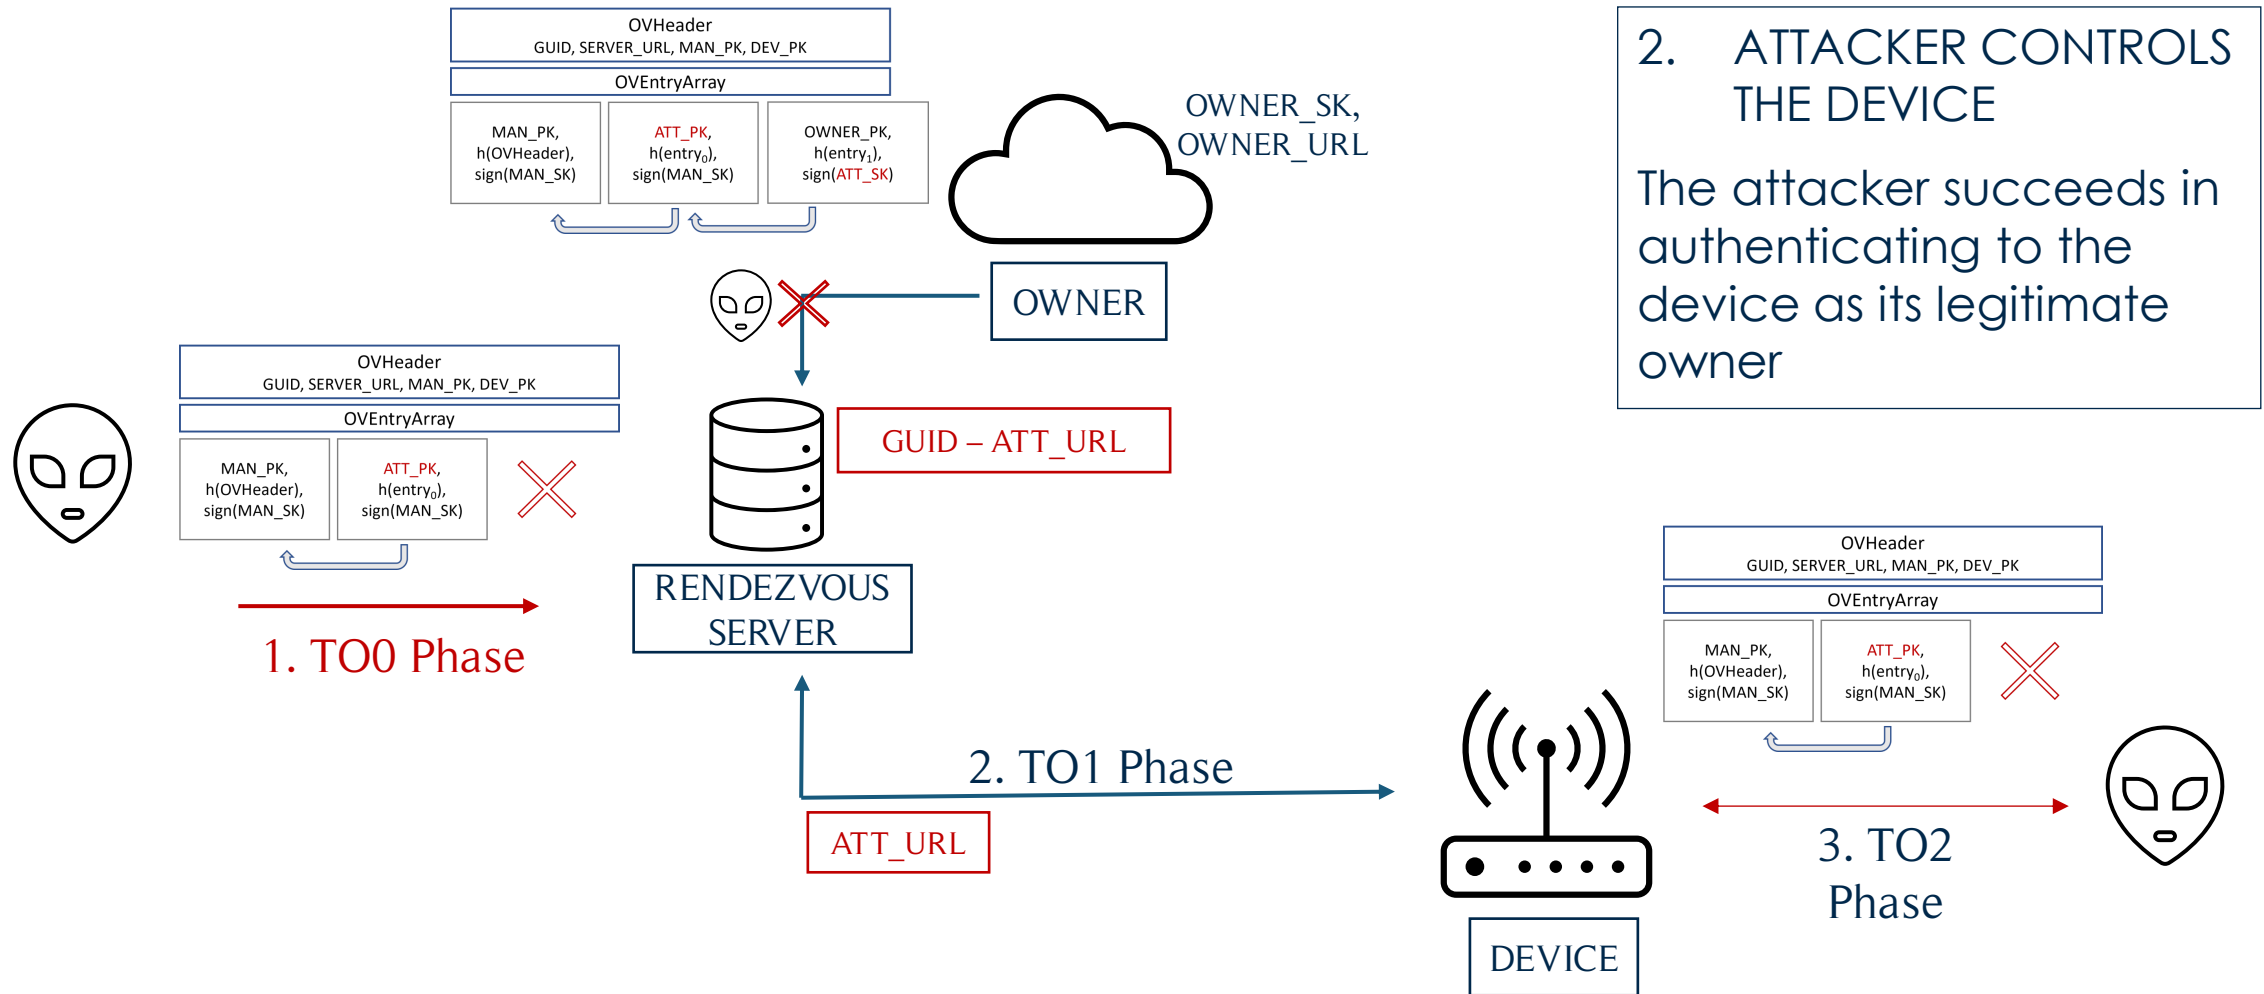 OVHeader
GUID, SERVER_URL, MAN_PK, DEV_PK
OVEntryArray
MAN_PK,
h(OVHeader),
sign(MAN_SK)
ATT_PK,
h(entry₀),
sign(MAN_SK)
OWNER_PK,
h(entry₁),
sign(ATT_SK)
OWNER_SK,
OWNER_URL
OWNER
2. ATTACKER CONTROLS
THE DEVICE
The attacker succeeds in
authenticating to the
device as its legitimate
owner
OVHeader
GUID, SERVER_URL, MAN_PK, DEV_PK
OVEntryArray
MAN_PK,
h(OVHeader),
sign(MAN_SK)
ATT_PK,
h(entry₀),
sign(MAN_SK)
1. TO0 Phase
GUID – ATT_URL
RENDEZVOUS
SERVER
2. TO1 Phase
ATT_URL
OVHeader
GUID, SERVER_URL, MAN_PK, DEV_PK
OVEntryArray
MAN_PK,
h(OVHeader),
sign(MAN_SK)
ATT_PK,
h(entry₀),
sign(MAN_SK)
3. TO2
Phase
DEVICE